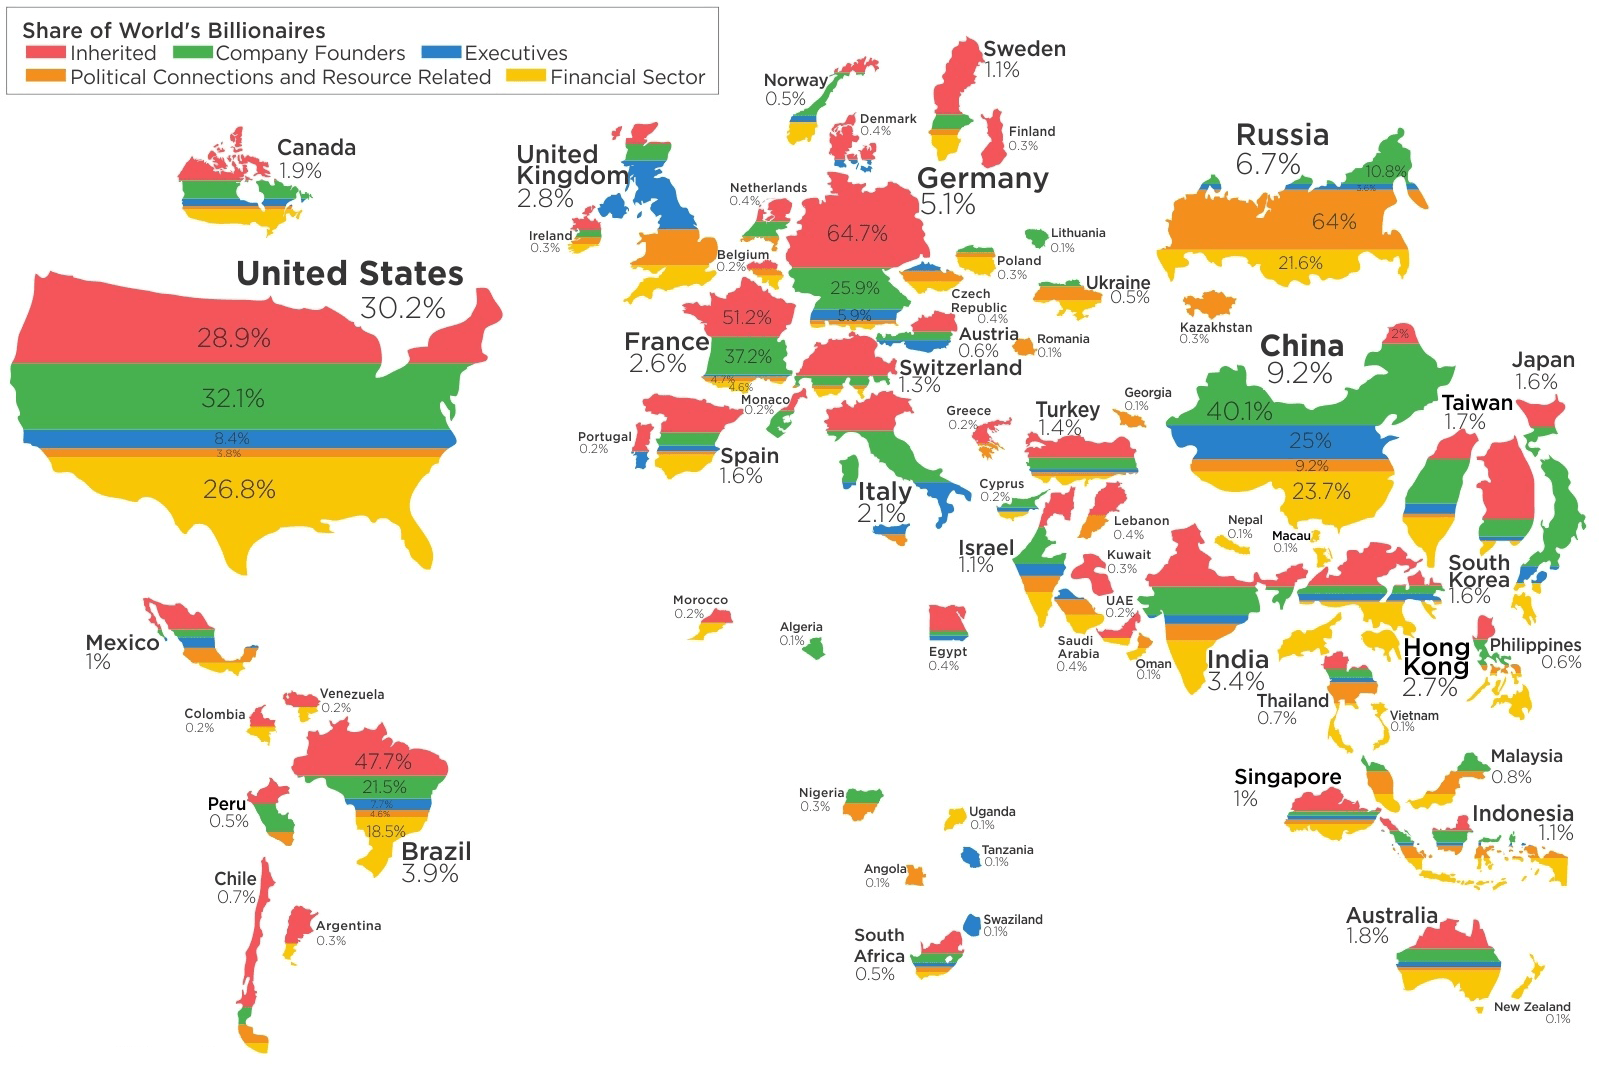 Share of World's Billionaires
Inherited
Company Founders
Executives
Political Connections and Resource Related
Financial Sector
Canada
1.9%
United States
30.2%
28.9%
32.1%
8.4%
3.8%
26.8%
Mexico
1%
Venezuela
0.2%
Colombia
0.2%
Peru
0.5%
47.7%
21.5%
7.7%
4.6%
18.5%
Brazil
3.9%
Chile
0.7%
Argentina
0.3%
Norway
0.5%
Sweden
1.1%
Denmark
0.4%
Finland
0.3%
United
Kingdom
2.8%
Ireland
0.3%
Netherlands
0.4%
Belgium
0.2%
Germany
5.1%
64.7%
25.9%
5.9%
Lithuania
0.1%
Poland
0.3%
Ukraine
0.5%
Czech
Republic
0.4%
Austria
0.6%
Romania
0.1%
France
2.6%
51.2%
37.2%
4.7%
4.6%
Switzerland
1.3%
Monaco
0.2%
Portugal
0.2%
Spain
1.6%
Italy
2.1%
Greece
0.2%
Turkey
1.4%
Georgia
0.1%
Cyprus
0.2%
Israel
1.1%
Lebanon
0.4%
Kuwait
0.3%
UAE
0.2%
Saudi
Arabia
0.4%
Oman
0.1%
Morocco
0.2%
Algeria
0.1%
Egypt
0.4%
Nigeria
0.3%
Uganda
0.1%
Tanzania
0.1%
Angola
0.1%
Swaziland
0.1%
South
Africa
0.5%
Russia
6.7%
10.8%
3.6%
64%
21.6%
Kazakhstan
0.3%
China
9.2%
2%
40.1%
25%
9.2%
23.7%
Japan
1.6%
Taiwan
1.7%
Nepal
0.1%
Macau
0.1%
South
Korea
1.6%
India
3.4%
Hong
Kong
2.7%
Philippines
0.6%
Thailand
0.7%
Vietnam
0.1%
Malaysia
0.8%
Singapore
1%
Indonesia
1.1%
Australia
1.8%
New Zealand
0.1%